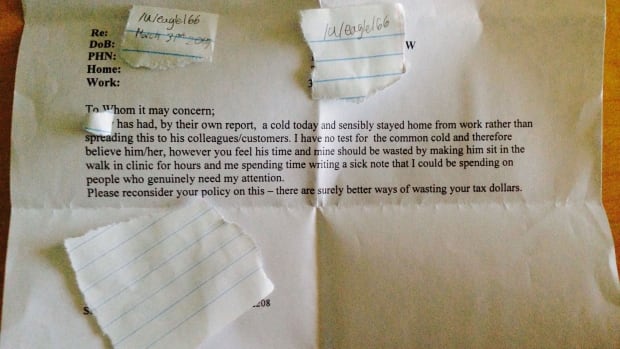 /u/eagle166
March 31st 2015
/u/eagle166
Re:
DoB:
PHN:
W
Home:
Work:
3
To Whom it may concern;
has had, by their own report, a cold today and sensibly stayed home from work rather than
spreading this to his colleagues/customers. I have no test for the common cold and therefore
believe him/her, however you feel his time and mine should be wasted by making him sit in the
walk in clinic for hours and me spending time writing a sick note that I could be spending on
people who genuinely need my attention.
Please reconsider your policy on this – there are surely better ways of wasting your tax dollars.
S
208